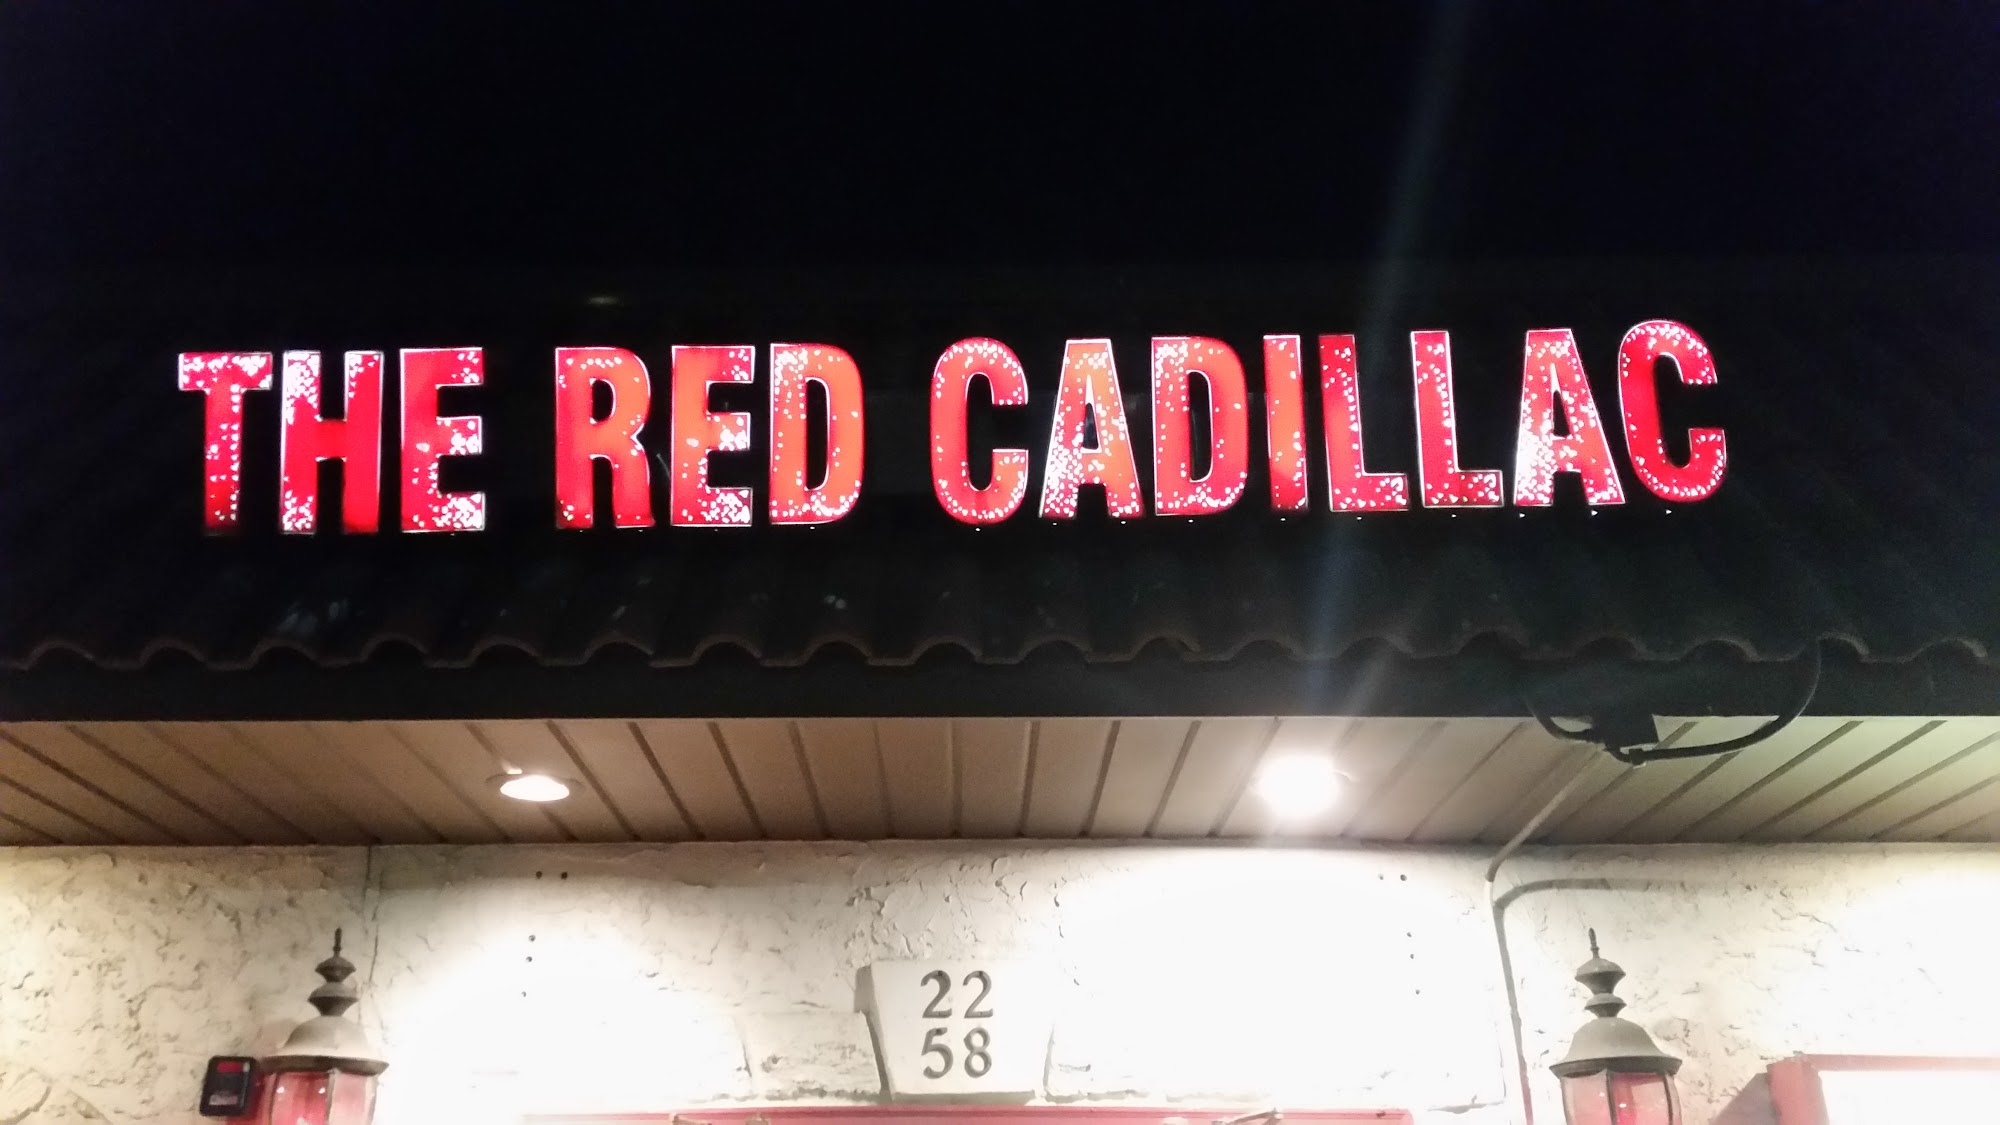 THE RED CADILLAC
22
58